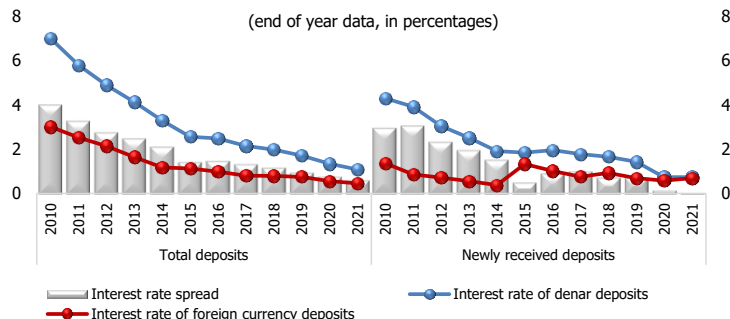 (end of year data, in percentages)
8 8
6 6
4 4
2 2
0 0
2010 2011 2012 2013 2014 2015 2016 2017 2018 2019 2020 2021 2010 2011 2012 2013 2014 2015 2016 2017 2018 2019 2020 2021
Total deposits Newly received deposits
Interest rate spread Interest rate of denar deposits
Interest rate of foreign currency deposits